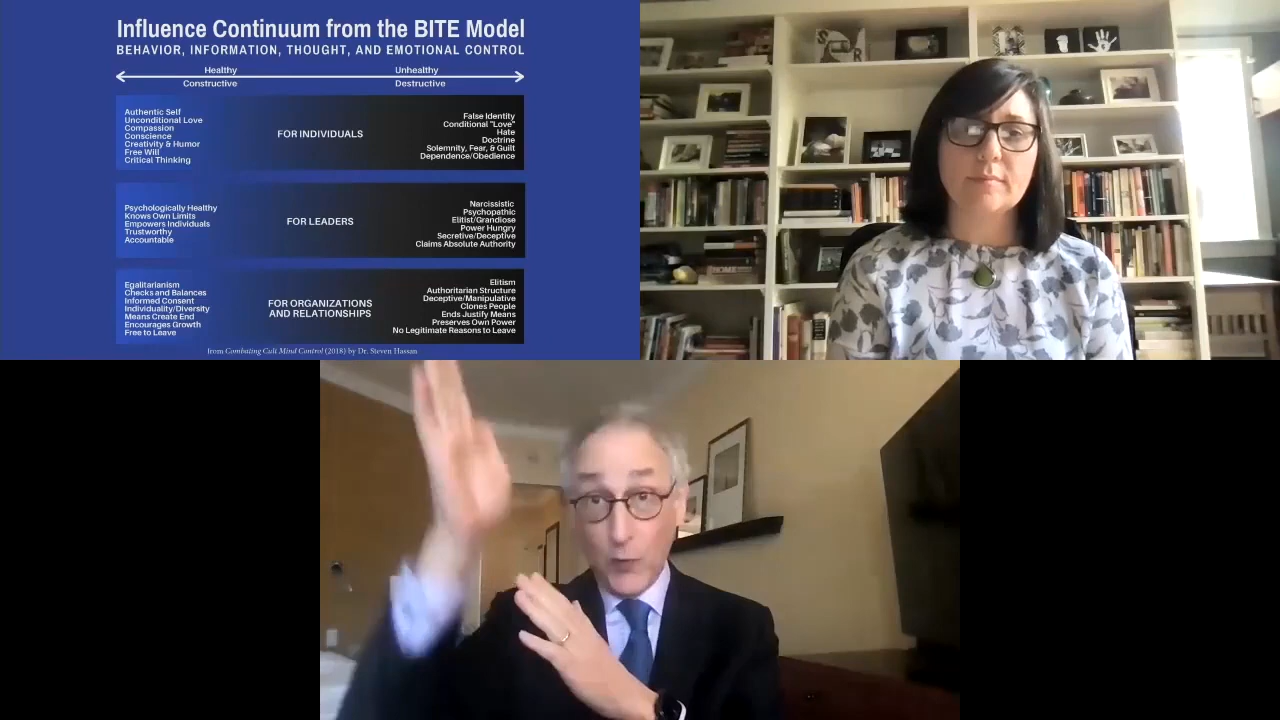 Influence Continuum from the BITE Model
BEHAVIOR, INFORMATION, THOUGHT, AND EMOTIONAL CONTROL
Healthy
Unhealthy
Constructive
Destructive
Authentic Self
Unconditional Love
Compassion
Conscience
Creativity & Humor
Free Will
Critical Thinking
FOR INDIVIDUALS
False Identity
Conditional "Love"
Hate
Doctrine
Solemnity, Fear, & Guilt
Dependence/Obedience
Psychologically Healthy
Knows Own Limits
Empowers Individuals
Trustworthy
Accountable
FOR LEADERS
Narcissistic
Psychopathic
Elitist/Grandiose
Power Hungry
Secretive/Deceptive
Claims Absolute Authority
Egalitarianism
Checks and Balances
Informed Consent
Individuality/Diversity
Means Create End
Encourages Growth
Free to Leave
FOR ORGANIZATIONS
AND RELATIONSHIPS
Elitism
Authoritarian Structure
Deceptive/Manipulative
Clones People
Ends Justify Means
Preserves Own Power
No Legitimate Reasons to Leave
from Combating Cult Mind Control (2018) by Dr. Steven Hassan
HOME